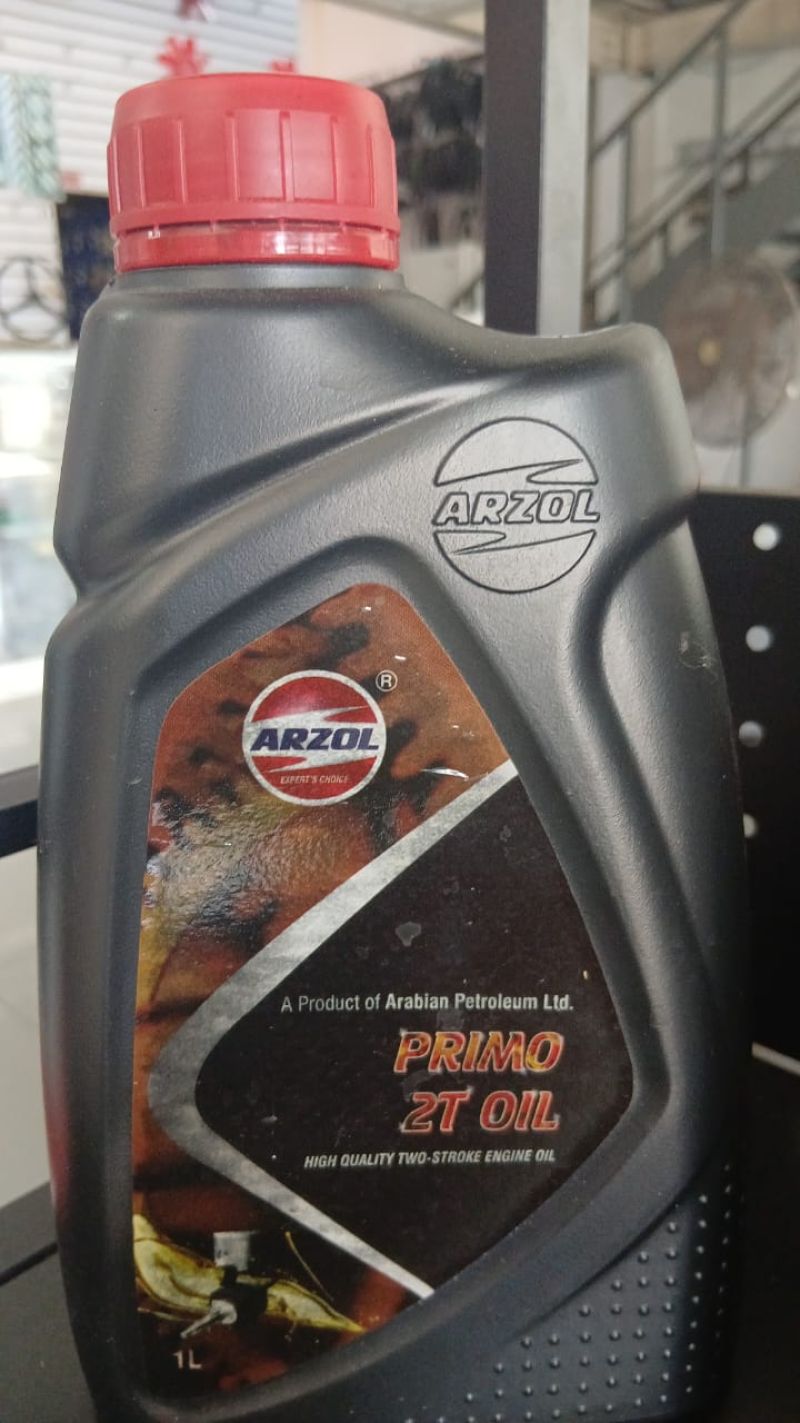 ARZOL
®
ARZOL
EXPERT'S CHOICE
A Product of Arabian Petroleum Ltd.
PRIMO
2T OIL
HIGH QUALITY TWO-STROKE ENGINE OIL
1L